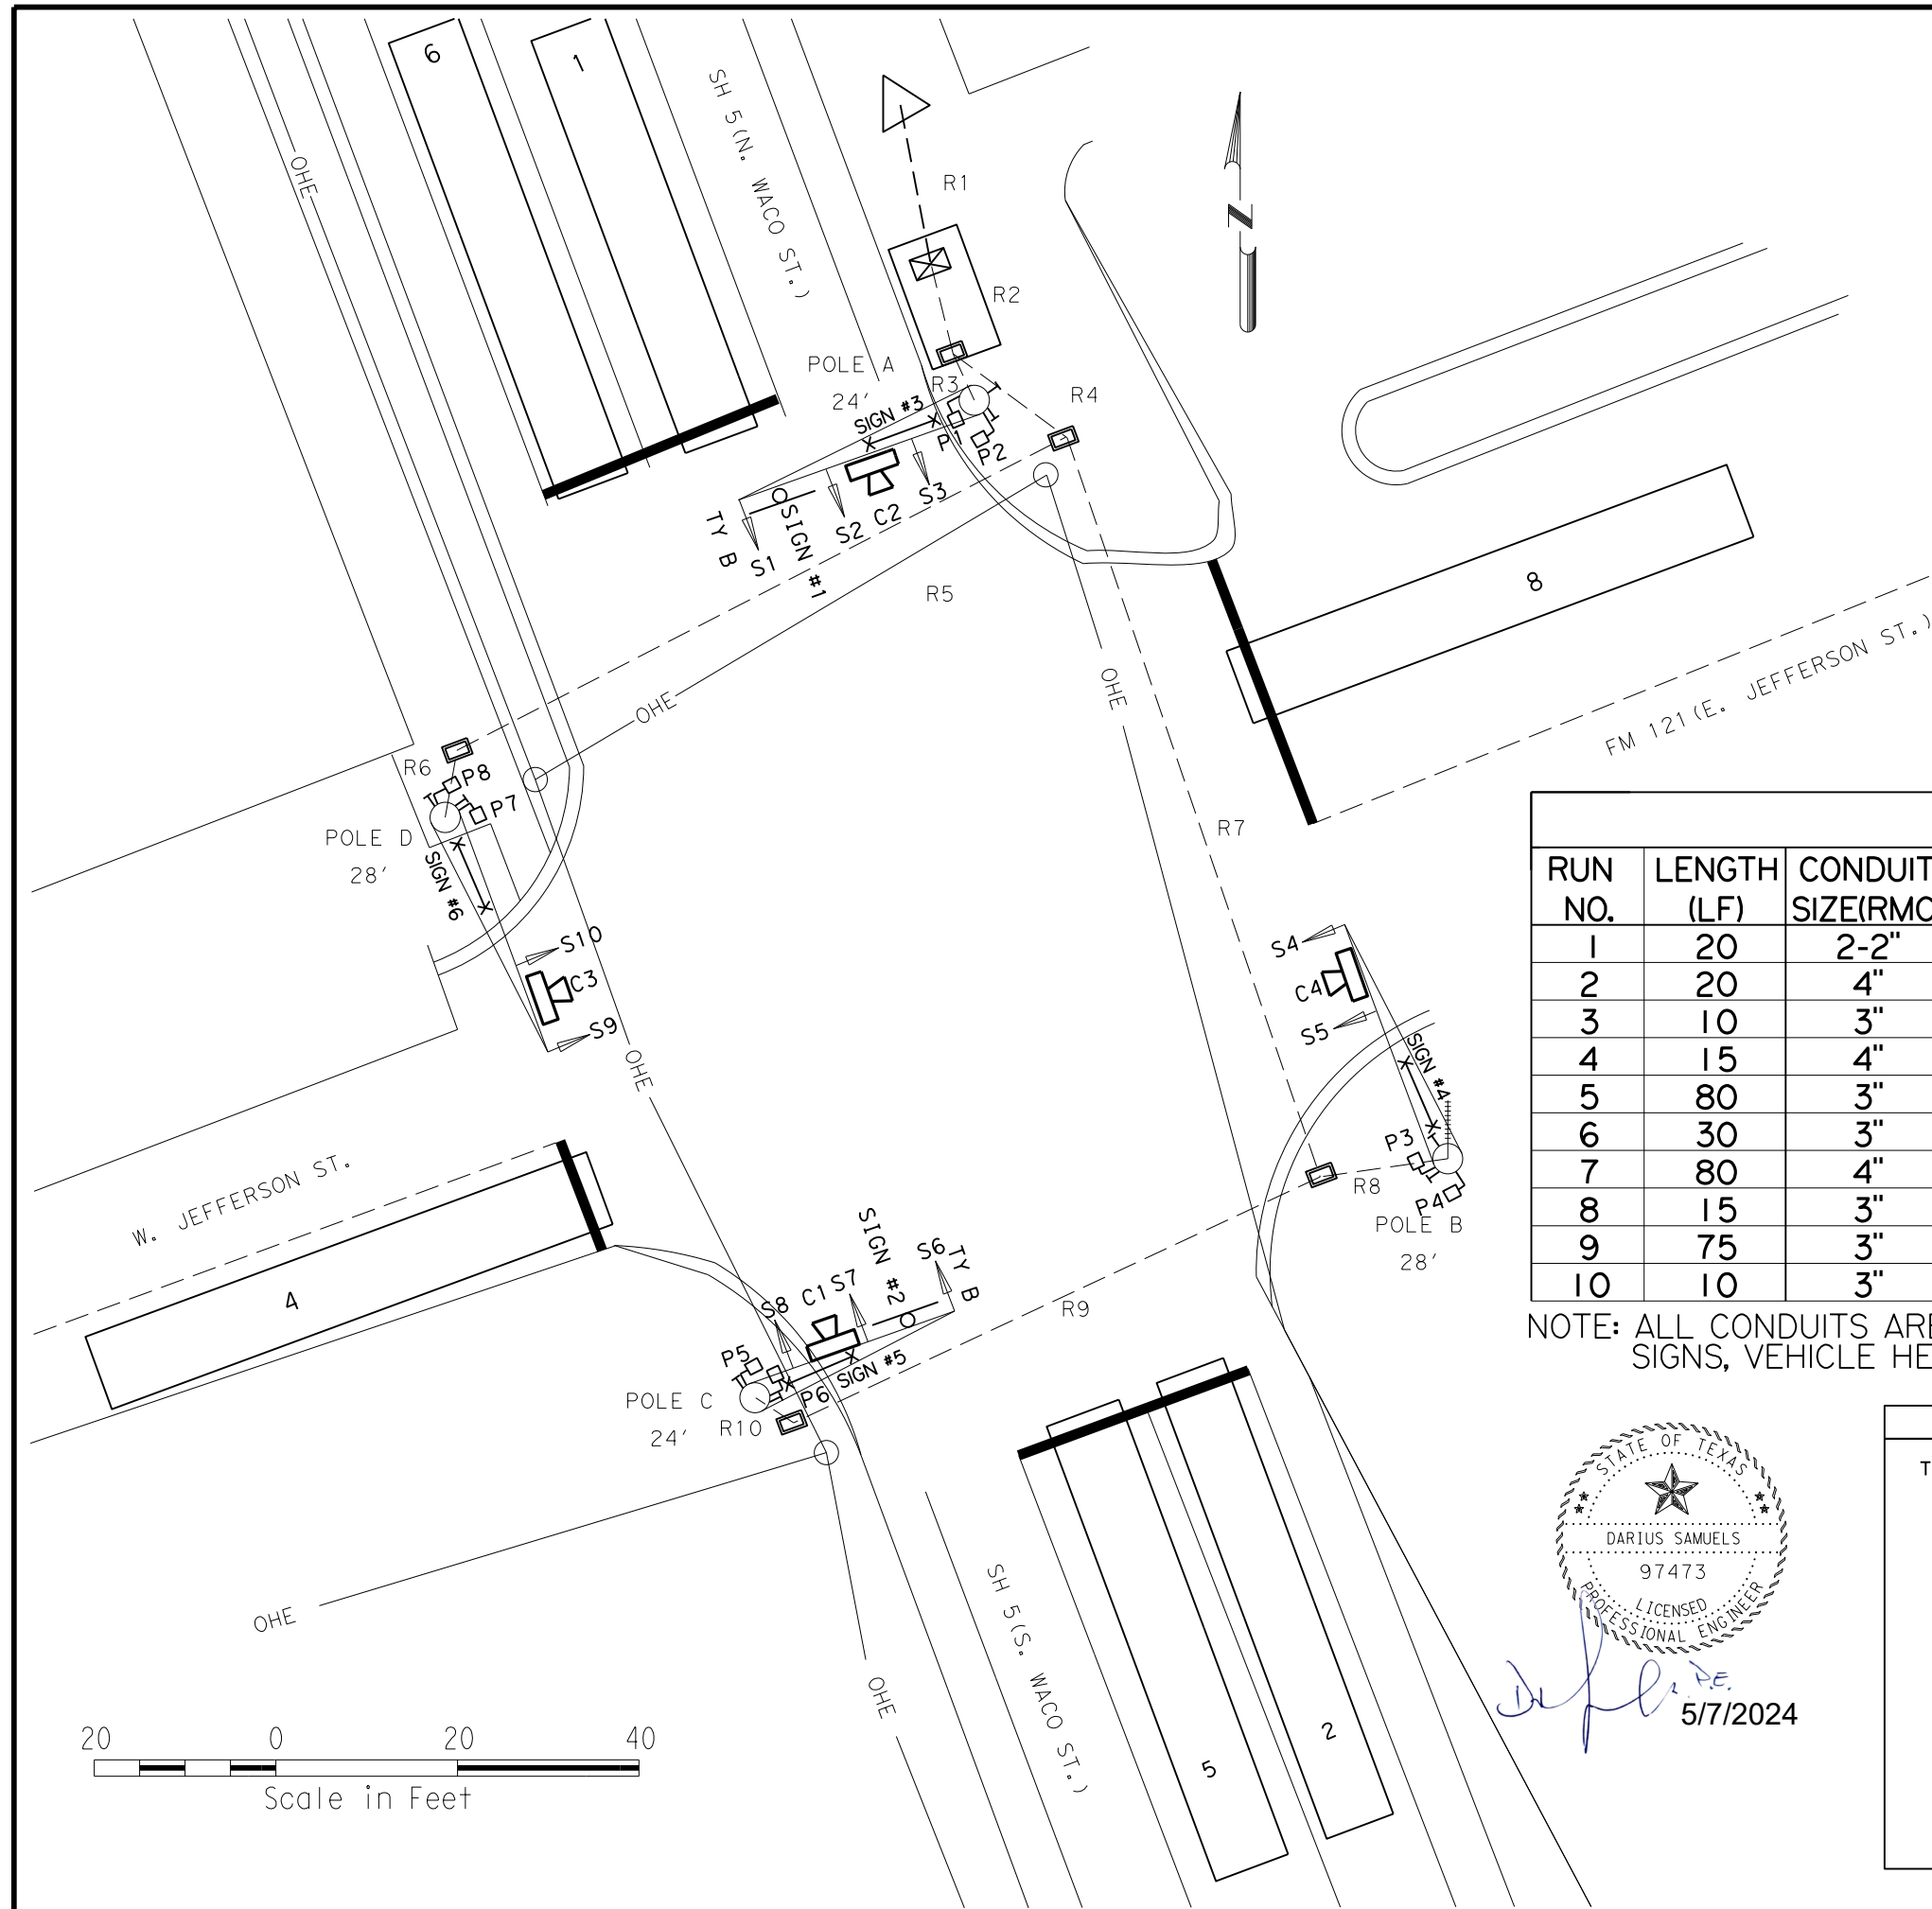 6
1
SH 5(N. WACO ST.)
OHE
R1
N
R2
POLE A
24'
R3
R4
SIGN #3
P1
P2
S3
C2
S2
SIGN #1
TY B
S1
8
R5
OHE
OHE
FM 121(E. JEFFERSON ST.)
R6
P8
P7
POLE D
28'
SIGN #6
R7
S10
C3
S9
S4
C4
S5
SIGN #4
OHE
P3
R8
P4
POLE B
28'
W. JEFFERSON ST.
4
SIGN #2
S6
TY B
S7
C1
S8
P5
R9
SIGN #5
P6
POLE C
24'
R10
OHE
OHE
SH 5(S. WACO ST.)
5
2
20 0 20 40
Scale in Feet
RUN LENGTH CONDUIT
NO. (LF) SIZE(RMC
1 20 2-2"
2 20 4"
3 10 3"
4 15 4"
5 80 3"
6 30 3"
7 80 4"
8 15 3"
9 75 3"
10 10 3"
NOTE: ALL CONDUITS ARE
SIGNS, VEHICLE HE
T
STATE OF TEXAS
DARIUS SAMUELS
97473
LICENSED
PROFESSIONAL ENGINEER
P.E.
5/7/2024